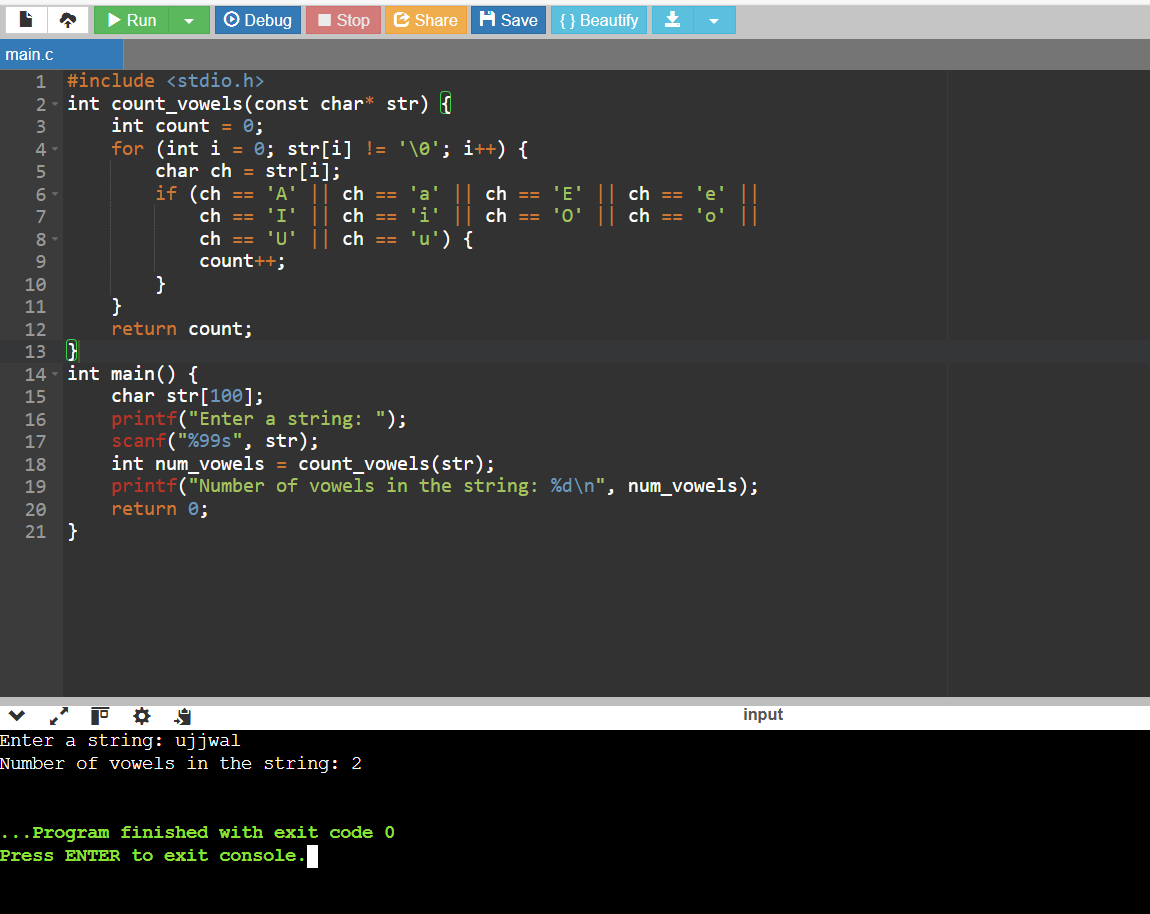 Run Debug Stop Share Save { } Beautify
main.c
1 #include <stdio.h>
2 int count_vowels(const char* str) {
3     int count = 0;
4     for (int i = 0; str[i] != '\0'; i++) {
5         char ch = str[i];
6         if (ch == 'A' || ch == 'a' || ch == 'E' || ch == 'e' ||
7             ch == 'I' || ch == 'i' || ch == 'O' || ch == 'o' ||
8             ch == 'U' || ch == 'u') {
9             count++;
10         }
11     }
12     return count;
13 }
14 int main() {
15     char str[100];
16     printf("Enter a string: ");
17     scanf("%99s", str);
18     int num_vowels = count_vowels(str);
19     printf("Number of vowels in the string: %d\n", num_vowels);
20     return 0;
21 }
input
Enter a string: ujjwal
Number of vowels in the string: 2
...Program finished with exit code 0
Press ENTER to exit console.